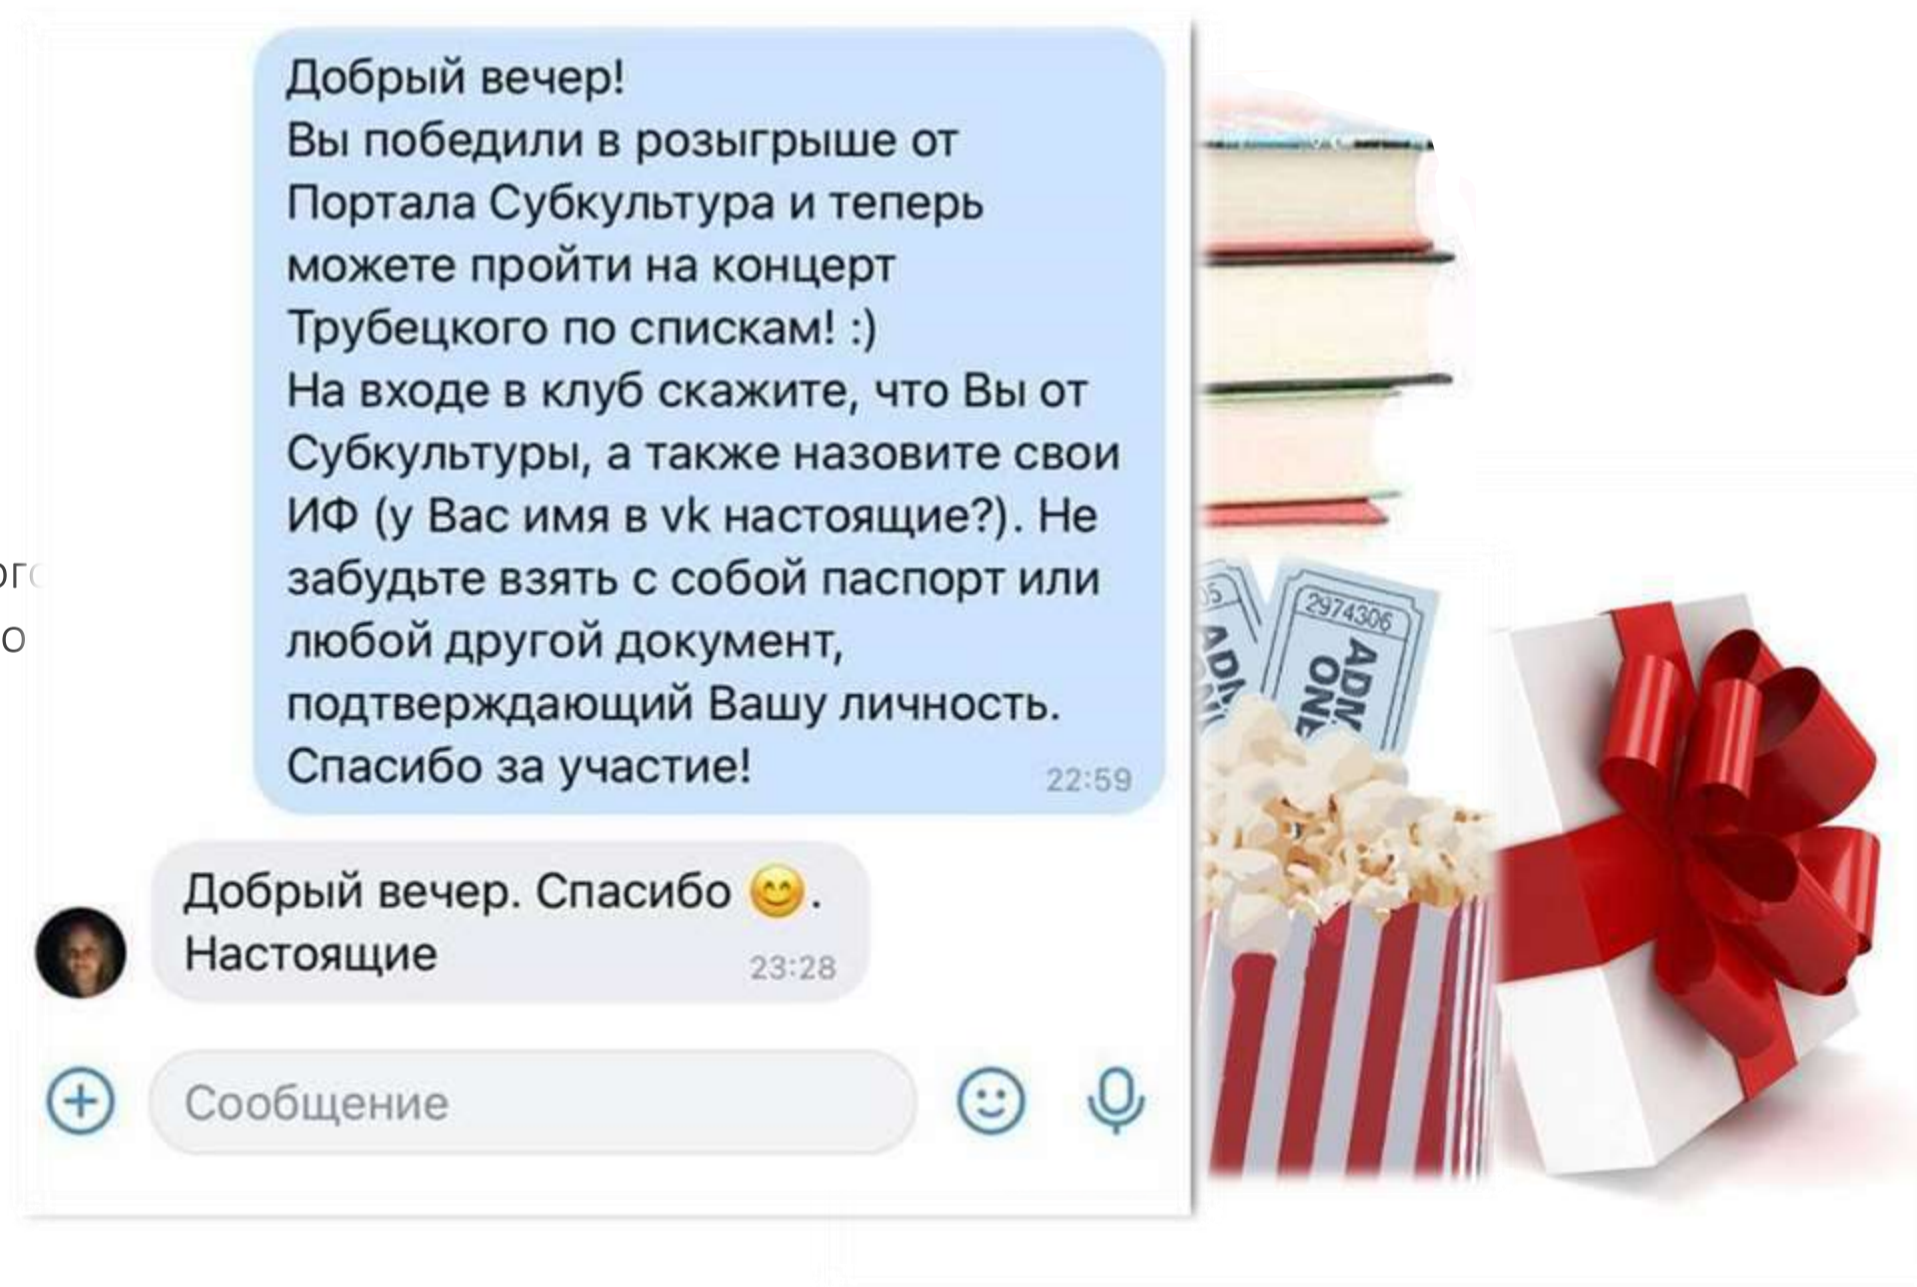 Добрый вечер!
Вы победили в розыгрыше от
Портала Субкультура и теперь
можете пройти на концерт
Трубецкого по спискам! :)
На входе в клуб скажите, что Вы от
Субкультуры, а также назовите свои
ИФ (у Вас имя в vk настоящие?). Не
забудьте взять с собой паспорт или
любой другой документ,
подтверждающий Вашу личность.
Спасибо за участие!
22:59
Добрый вечер. Спасибо 😊.
Настоящие
23:28
Сообщение
2974306
ADM
ONE